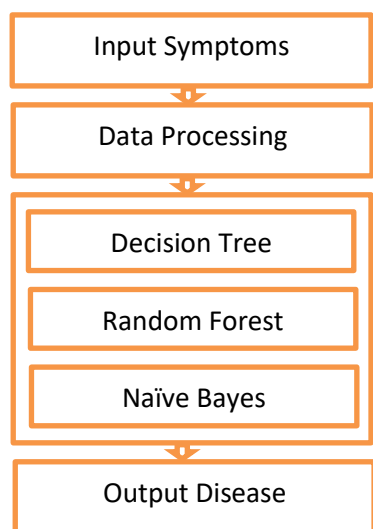 Input Symptoms
Data Processing
Decision Tree
Random Forest
Naïve Bayes
Output Disease